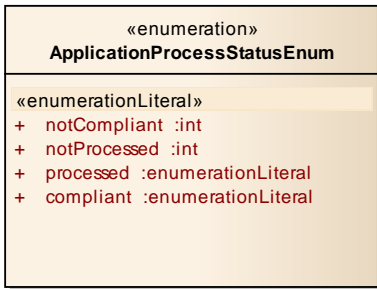 «enumeration»
ApplicationProcessStatusEnum
«enumerationLiteral»
+ notCompliant :int
+ notProcessed :int
+ processed :enumerationLiteral
+ compliant :enumerationLiteral